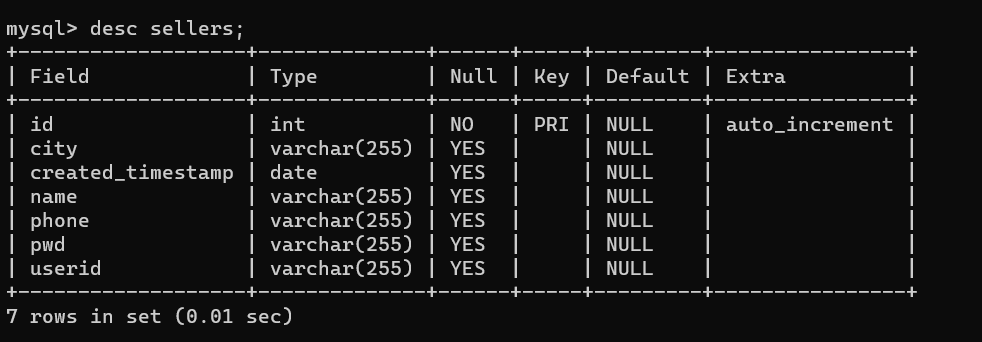 mysql> desc sellers;
+-------------------+--------------+------+-----+---------+----------------+
| Field             | Type         | Null | Key | Default | Extra          |
+-------------------+--------------+------+-----+---------+----------------+
| id                | int          | NO   | PRI | NULL    | auto_increment |
| city              | varchar(255) | YES  |     | NULL    |                |
| created_timestamp | date         | YES  |     | NULL    |                |
| name              | varchar(255) | YES  |     | NULL    |                |
| phone             | varchar(255) | YES  |     | NULL    |                |
| pwd               | varchar(255) | YES  |     | NULL    |                |
| userid            | varchar(255) | YES  |     | NULL    |                |
+-------------------+--------------+------+-----+---------+----------------+
7 rows in set (0.01 sec)